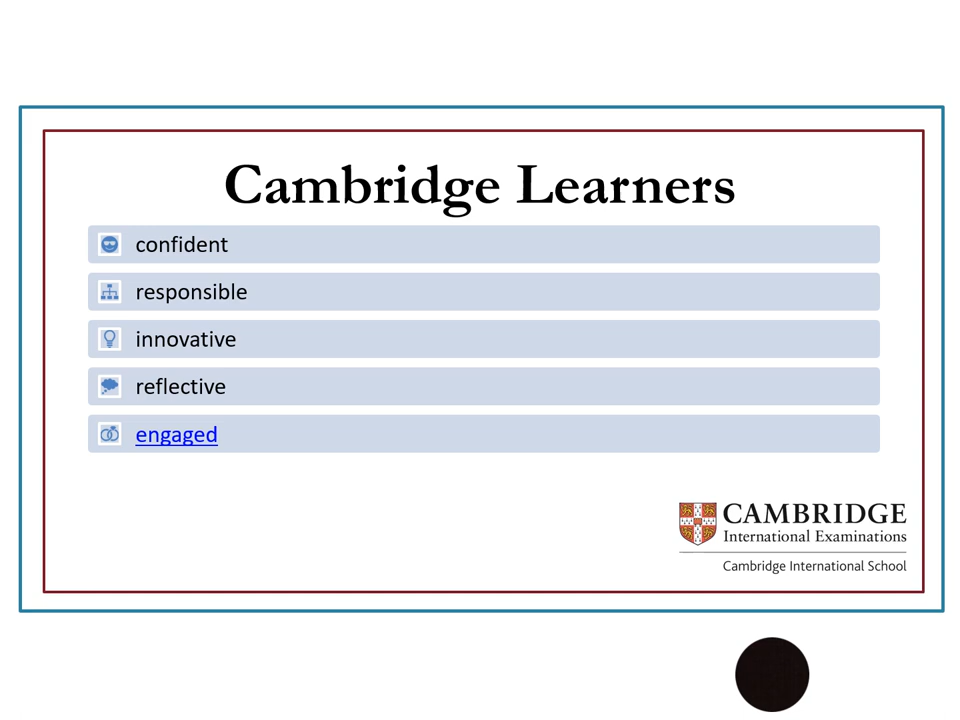 Cambridge Learners
confident
responsible
innovative
reflective
engaged
CAMBRIDGE
International Examinations
Cambridge International School